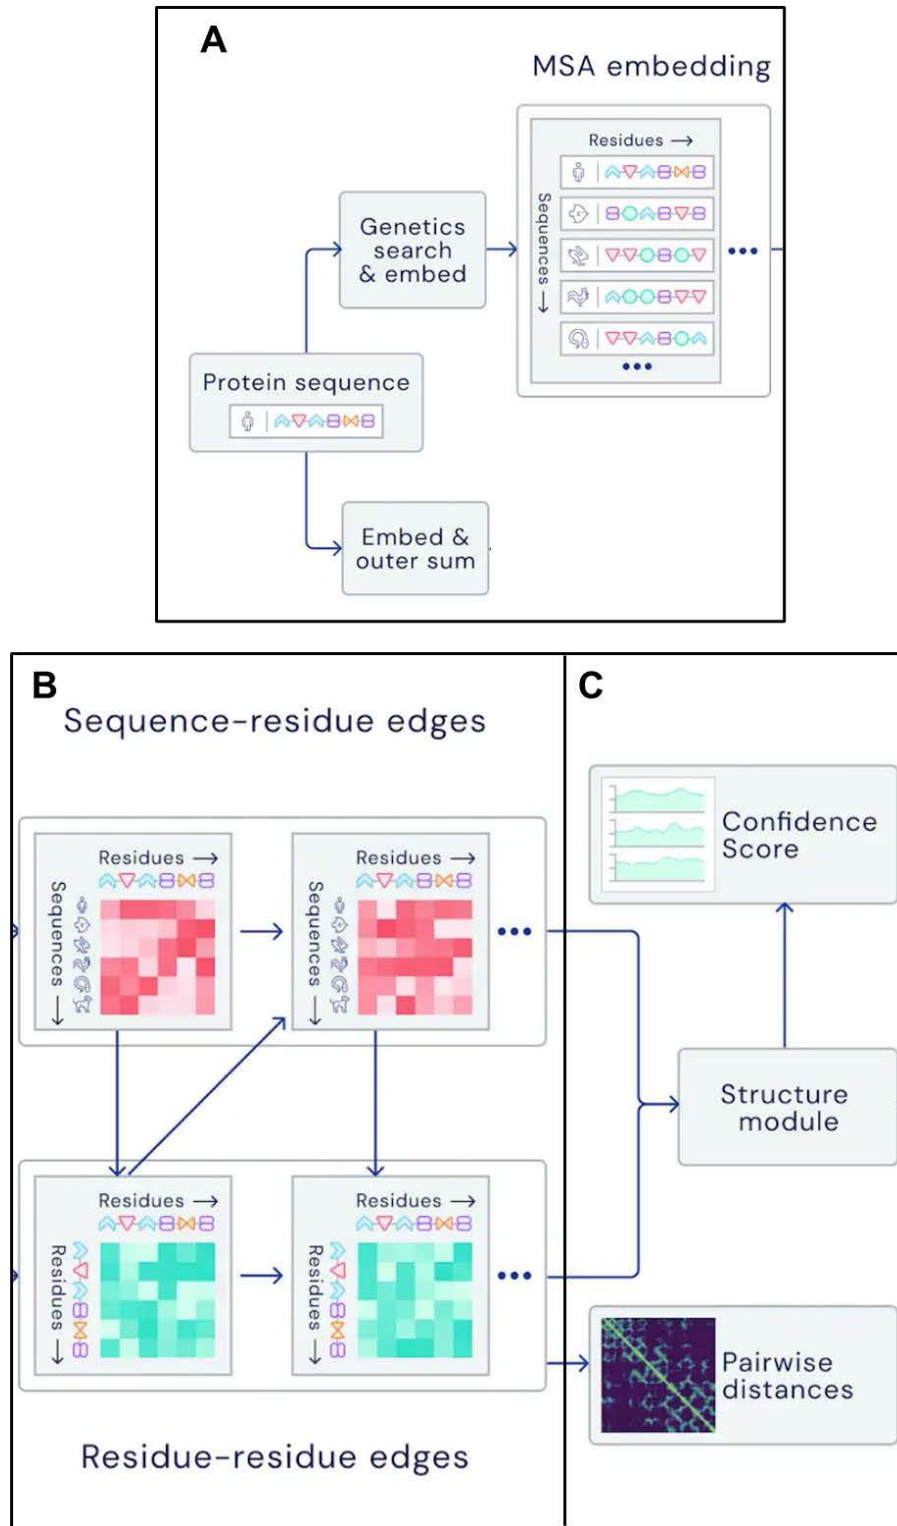 A
MSA embedding
Residues →
Sequences →
Genetics
search
& embed
Protein sequence
Embed &
outer sum
B
Sequence-residue edges
Residues →
Sequences →
Residues →
Sequences →
Residues →
Residues →
Residues →
Residues →
Residue-residue edges
C
Confidence
Score
Structure
module
Pairwise
distances